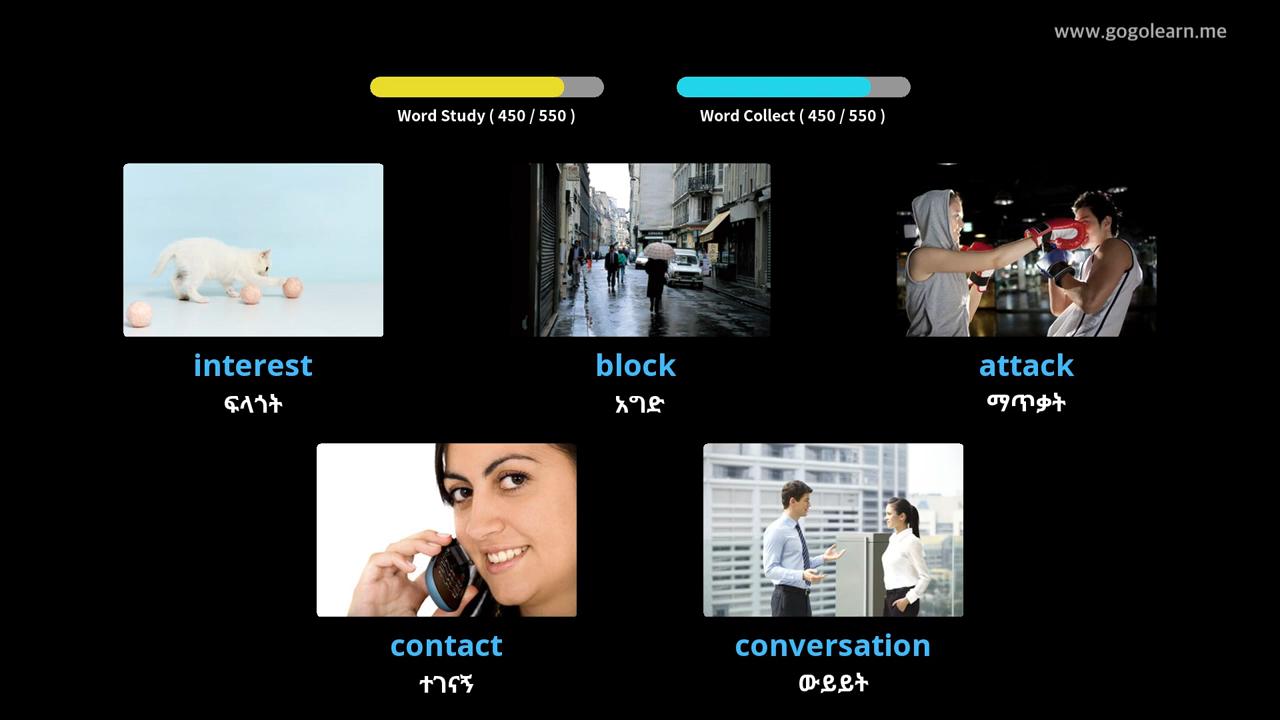 www.gogolearn.me
Word Study ( 450 / 550 )
Word Collect ( 450 / 550 )
interest
ፍላጎት
block
አግድ
attack
ማጥቃት
contact
ተገናኝ
conversation
ውይይት